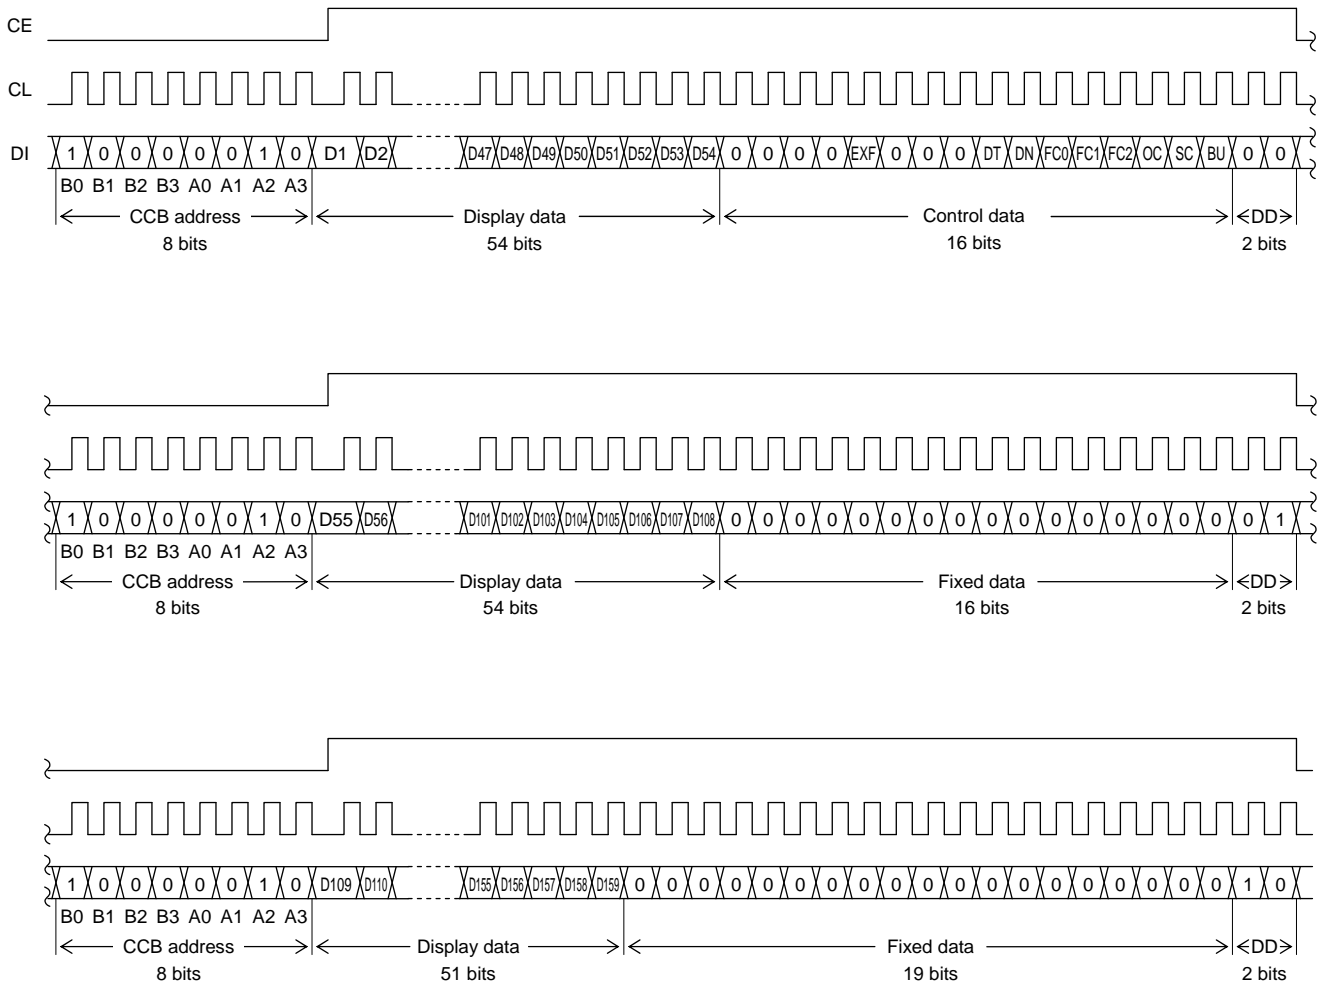 CE
CL
DI 1 0 0 0 0 0 1 0 D1 D2 D47 D48 D49 D50 D51 D52 D53 D54 0 0 0 0 EXF 0 0 0 DT DN FC0 FC1 FC2 OC SC BU 0 0
B0 B1 B2 B3 A0 A1 A2 A3
CCB address Display data Control data DD
8 bits 54 bits 16 bits 2 bits
1 0 0 0 0 0 1 0 D55 D56 D101 D102 D103 D104 D105 D106 D107 D108 0 0 0 0 0 0 0 0 0 0 0 0 0 0 0 0 0 1
B0 B1 B2 B3 A0 A1 A2 A3
CCB address Display data Fixed data DD
8 bits 54 bits 16 bits 2 bits
1 0 0 0 0 0 1 0 D109 D110 D155 D156 D157 D158 D159 0 0 0 0 0 0 0 0 0 0 0 0 0 0 0 0 0 0 0 1 0
B0 B1 B2 B3 A0 A1 A2 A3
CCB address Display data Fixed data DD
8 bits 51 bits 19 bits 2 bits